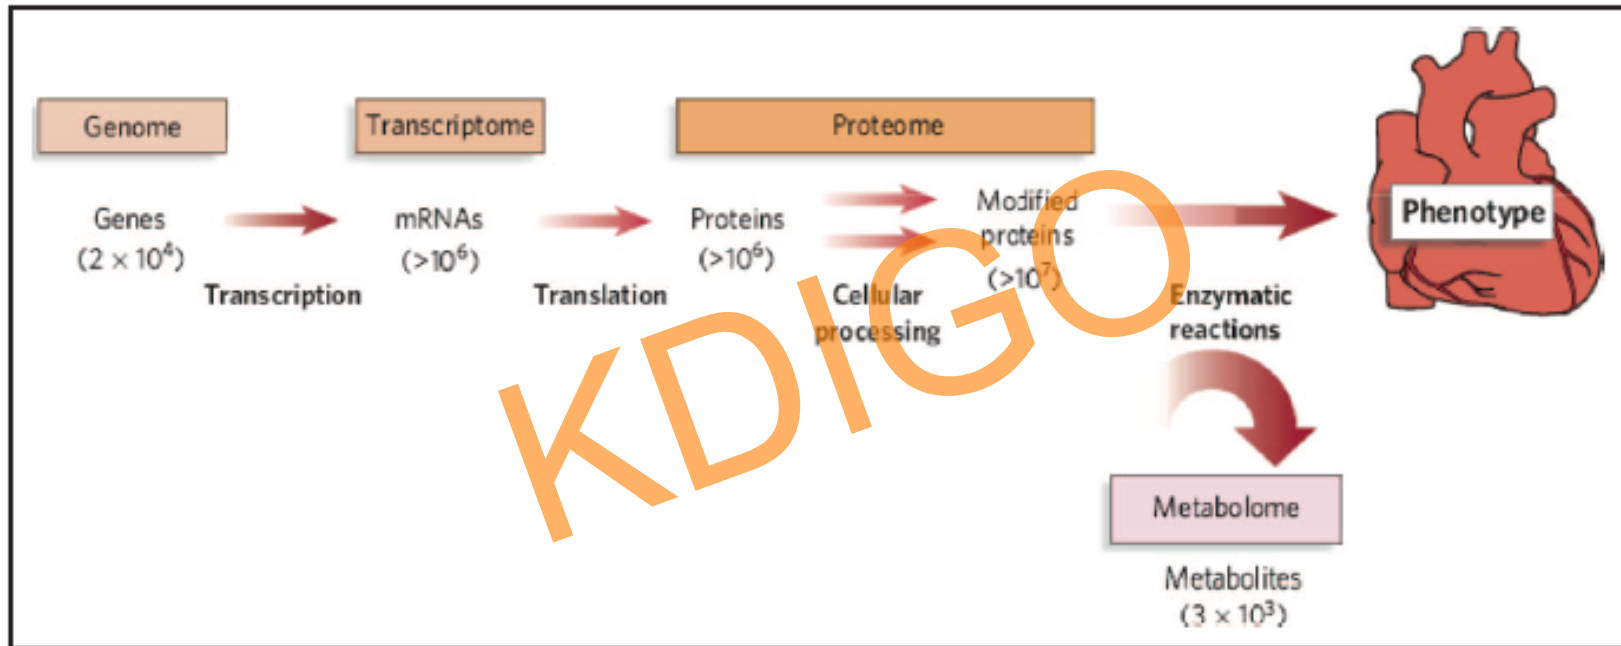 Genome
Transcriptome
Proteome
Genes
(2 × 10⁴)
mRNAs
(>10⁶)
Proteins
(>10⁶)
Modified
proteins
(>10⁷)
Phenotype
Transcription
Translation
Cellular
processing
Enzymatic
reactions
KDIGO
Metabolome
Metabolites
(3 × 10³)